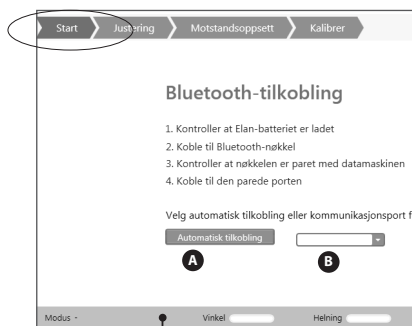 Start Justering Motstandsoppsett Kalibrer
Bluetooth-tilkobling
1. Kontroller at Elan-batteriet er ladet
2. Koble til Bluetooth-nøkkel
3. Kontroller at nøkkelen er paret med datamaskinen
4. Koble til den parede porten
Velg automatisk tilkobling eller kommunikasjonsport f
Automatisk tilkobling
A B
Modus - Vinkel Helning